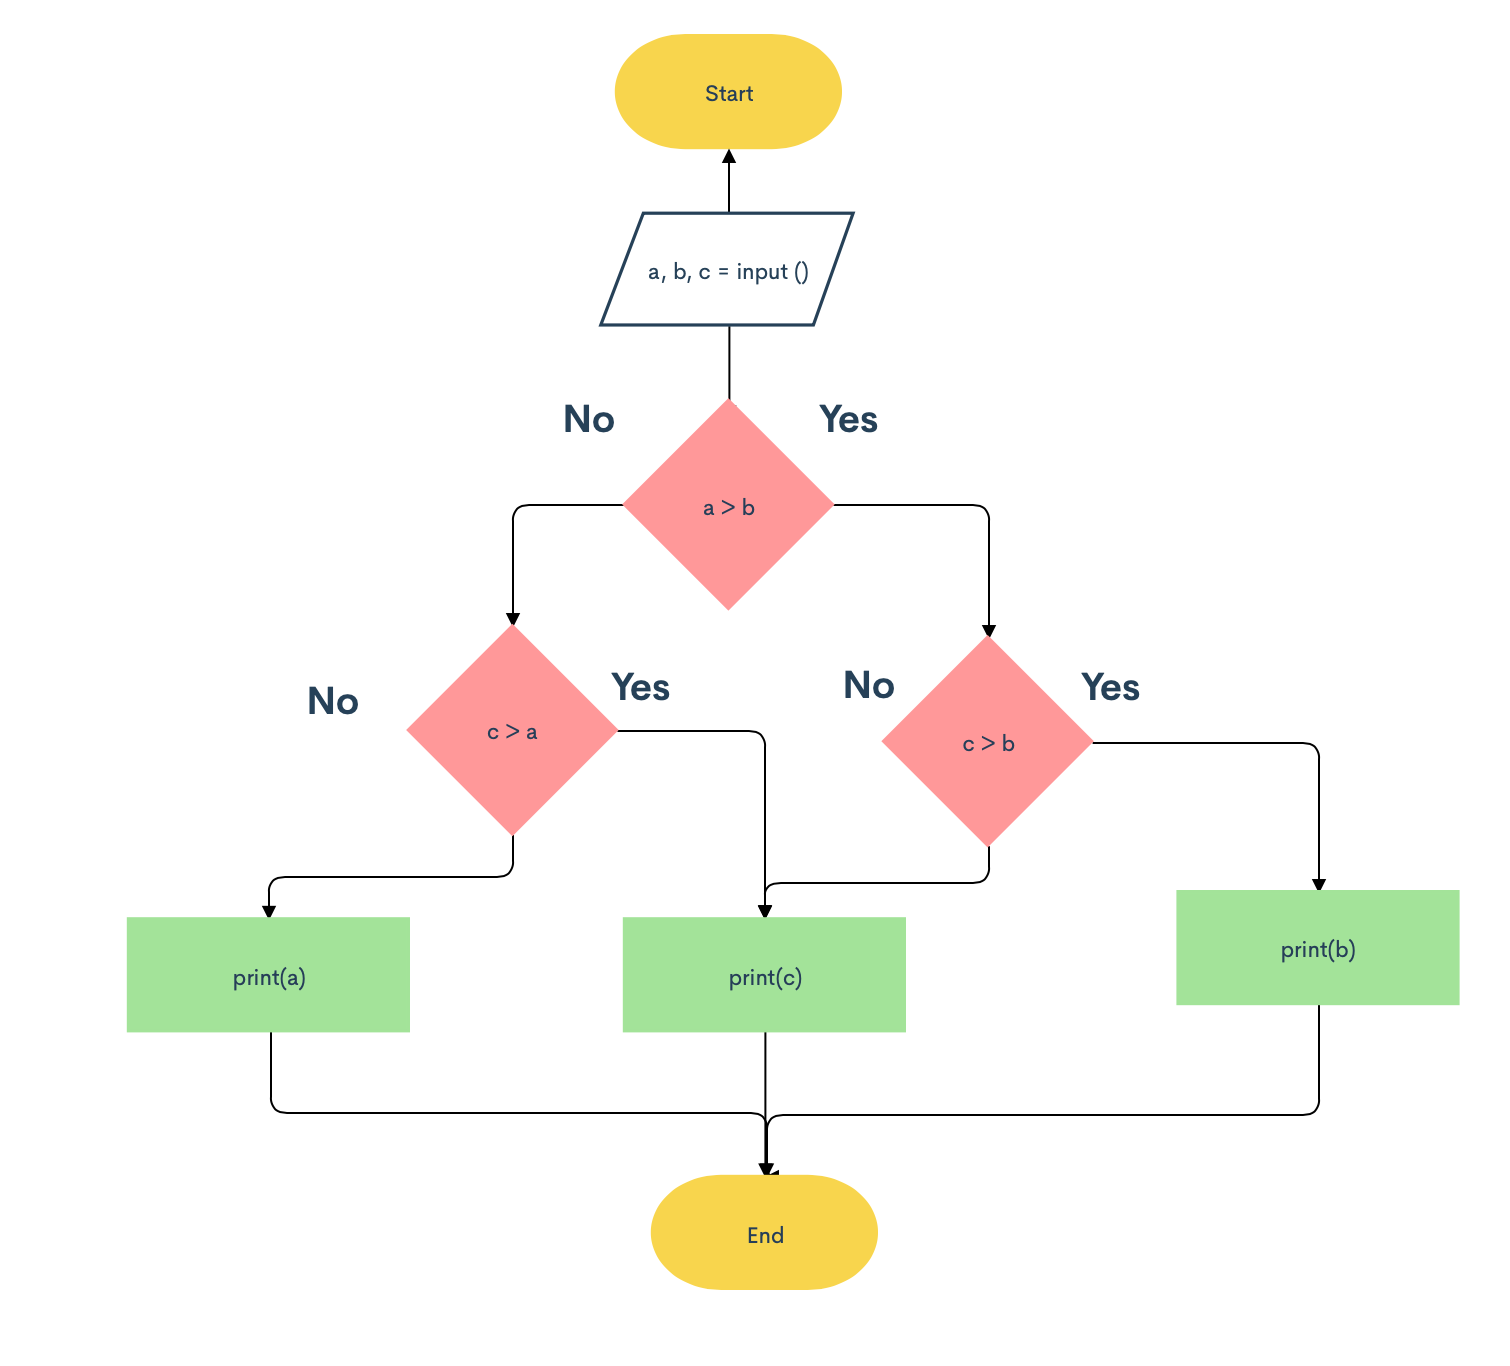 Start
a, b, c = input ()
No
Yes
a > b
No
Yes
No
Yes
c > a
c > b
print(a)
print(c)
print(b)
End